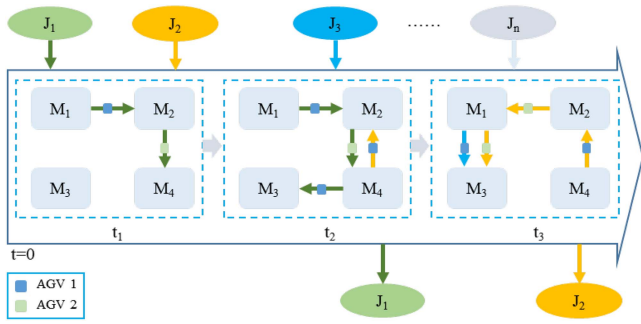 J1 J2 J3 ...... Jn
M1 M2 M1 M2 M1 M2
M3 M4 M3 M4 M3 M4
t1 t2 t3
t=0
AGV 1
AGV 2
J1 J2